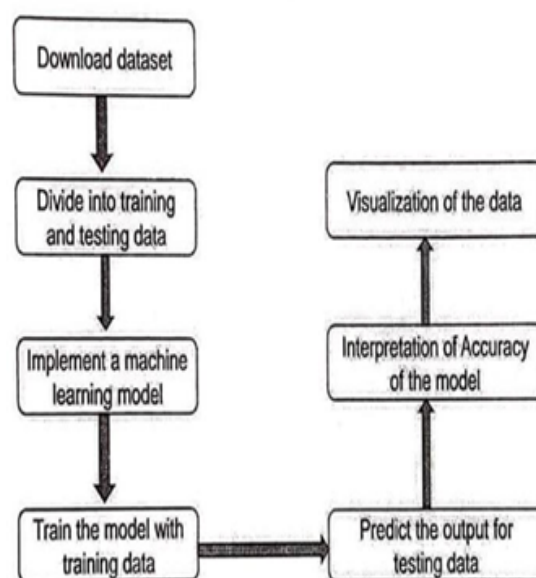 Download dataset
Divide into training
and testing data
Implement a machine
learning model
Train the model with
training data
Predict the output for
testing data
Interpretation of Accuracy
of the model
Visualization of the data